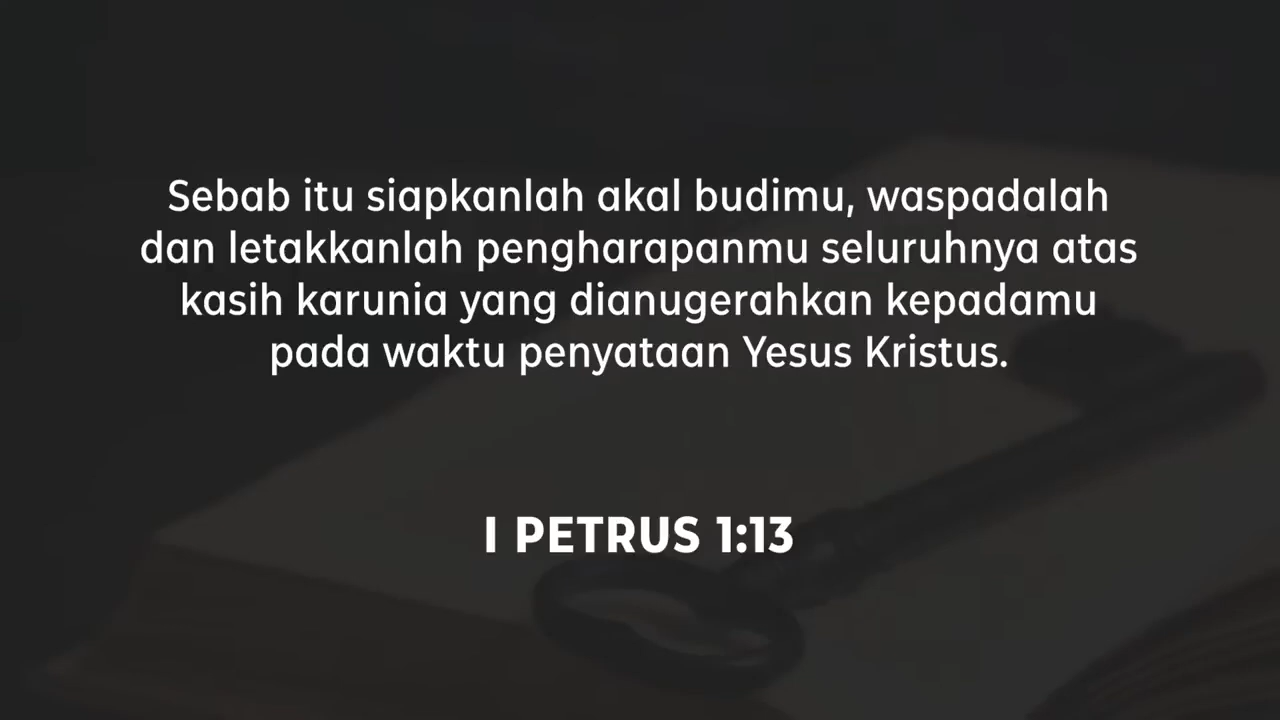 Sebab itu siapkanlah akal budimu, waspadalah
dan letakkanlah pengharapanmu seluruhnya atas
kasih karunia yang dianugerahkan kepadamu
pada waktu penyataan Yesus Kristus.
I PETRUS 1:13